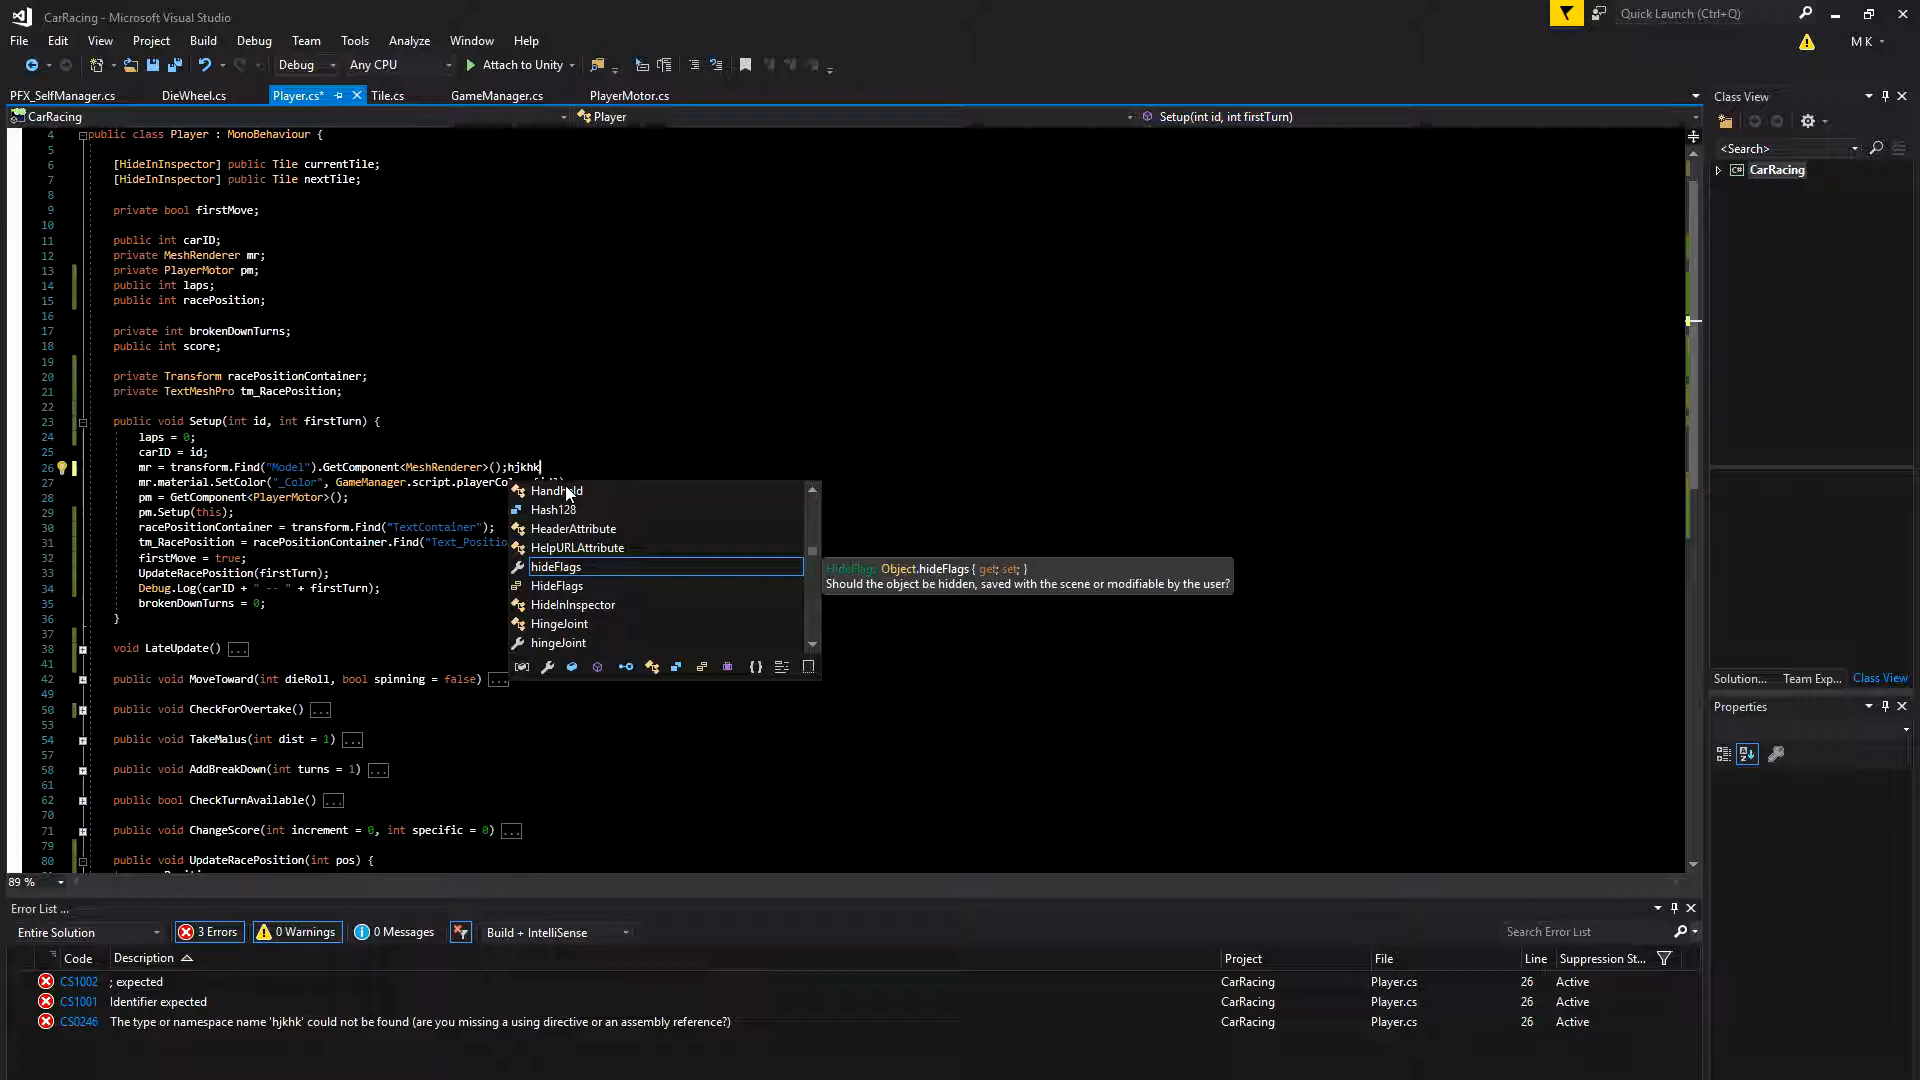 CarRacing - Microsoft Visual Studio
Quick Launch (Ctrl+Q)
File Edit View Project Build Debug Team Tools Analyze Window Help
M K
Debug Any CPU Attach to Unity
PFX_SelfManager.cs DieWheel.cs Player.cs* Tile.cs GameManager.cs PlayerMotor.cs
CarRacing Player Setup(int id, int firstTurn)
4 public class Player : MonoBehaviour {
5
6 [HideInInspector] public Tile currentTile;
7 [HideInInspector] public Tile nextTile;
8
9 private bool firstMove;
10
11 public int carID;
12 private MeshRenderer mr;
13 private PlayerMotor pm;
14 public int laps;
15 public int racePosition;
16
17 private int brokenDownTurns;
18 public int score;
19
20 private Transform racePositionContainer;
21 private TextMeshPro tm_RacePosition;
22
23 public void Setup(int id, int firstTurn) {
24 laps = 0;
25 carID = id;
26 mr = transform.Find("Model").GetComponent<MeshRenderer>();hjkhk
27 mr.material.SetColor("_Color", GameManager.script.playerCo
28 pm = GetComponent<PlayerMotor>();
29 pm.Setup(this);
30 racePositionContainer = transform.Find("TextContainer");
31 tm_RacePosition = racePositionContainer.Find("Text_Positio
32 firstMove = true;
33 UpdateRacePosition(firstTurn);
34 Debug.Log(carID + " -- " + firstTurn);
35 brokenDownTurns = 0;
36 }
37
38 void LateUpdate() ...
41
42 public void MoveToward(int dieRoll, bool spinning = false) ...
49
50 public void CheckForOvertake() ...
53
54 public void TakeMalus(int dist = 1) ...
57
58 public void AddBreakDown(int turns = 1) ...
61
62 public bool CheckTurnAvailable() ...
70
71 public void ChangeScore(int increment = 0, int specific = 0) ...
79
80 public void UpdateRacePosition(int pos) {
Handheld
Hash128
HeaderAttribute
HelpURLAttribute
hideFlags
HideFlags
HideInInspector
HingeJoint
hingeJoint
{ }
HideFlags Object.hideFlags { get; set; }
Should the object be hidden, saved with the scene or modifiable by the user?
89 %
Class View
<Search>
CarRacing
Solution... Team Exp... Class View
Properties
Error List ...
Entire Solution 3 Errors 0 Warnings 0 Messages Build + IntelliSense Search Error List
Code Description Project File Line Suppression St...
CS1002 ; expected CarRacing Player.cs 26 Active
CS1001 Identifier expected CarRacing Player.cs 26 Active
CS0246 The type or namespace name 'hjkhk' could not be found (are you missing a using directive or an assembly reference?) CarRacing Player.cs 26 Active